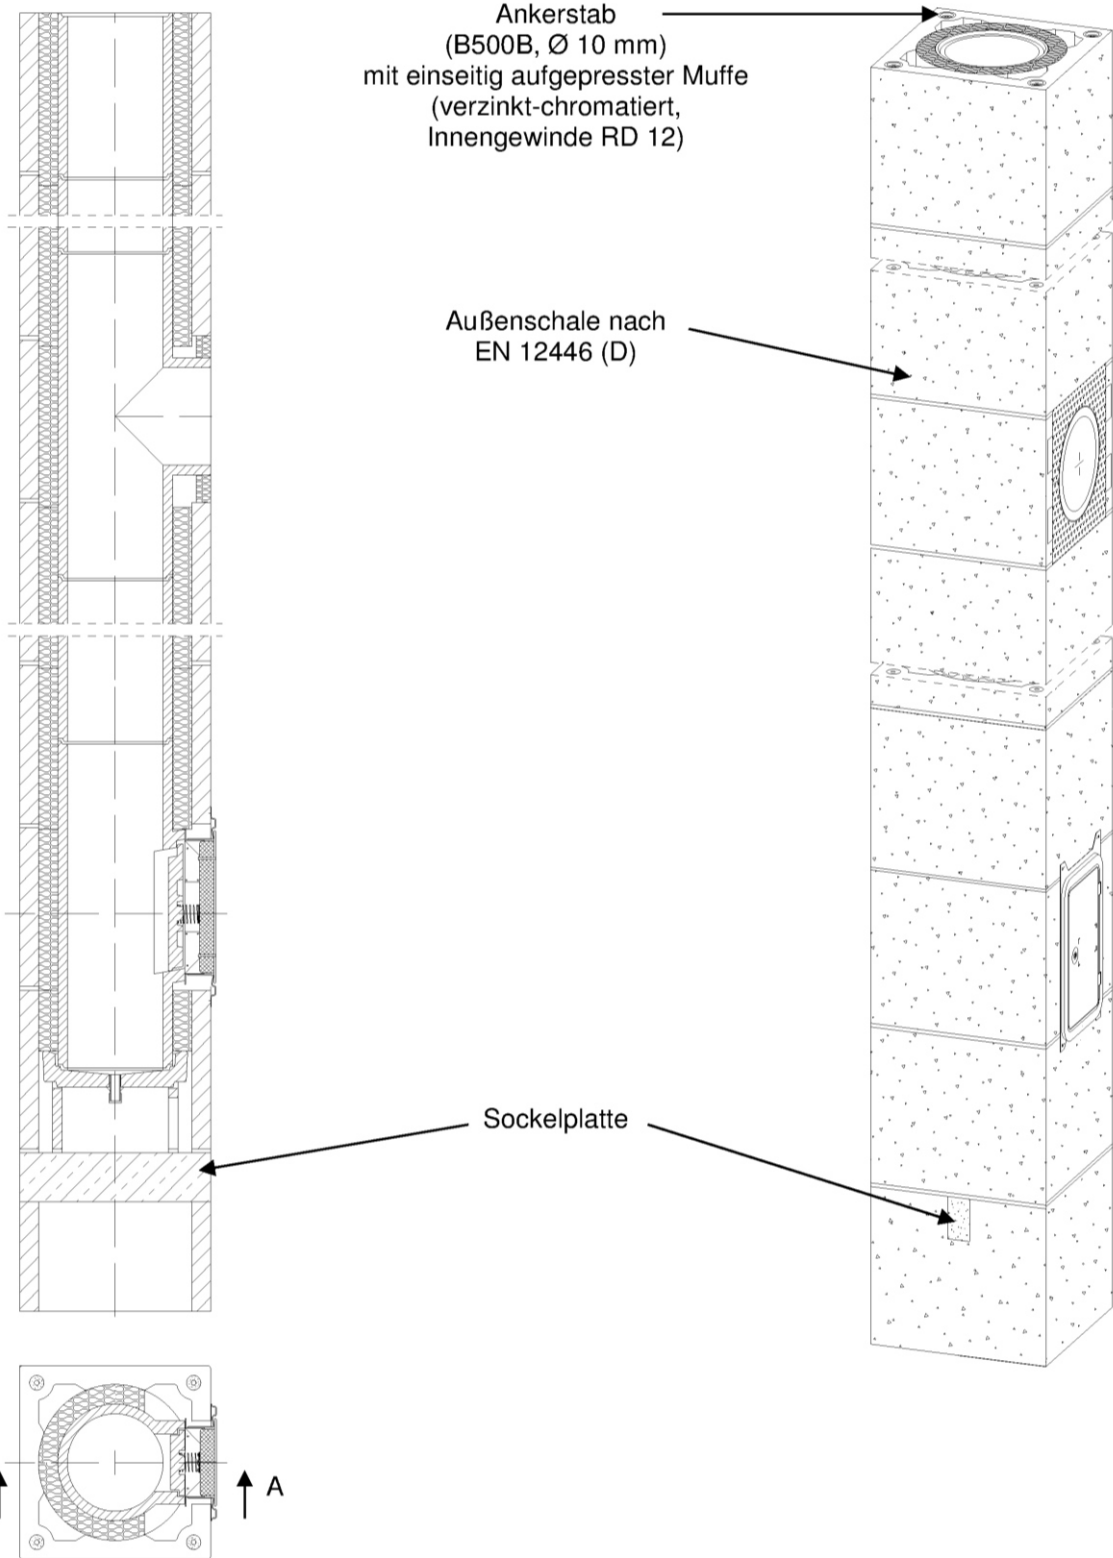 Ankerstab
(B500B, Ø 10 mm)
mit einseitig aufgepresster Muffe
(verzinkt-chromatiert,
Innengewinde RD 12)
Außenschale nach
EN 12446 (D)
Sockelplatte
A